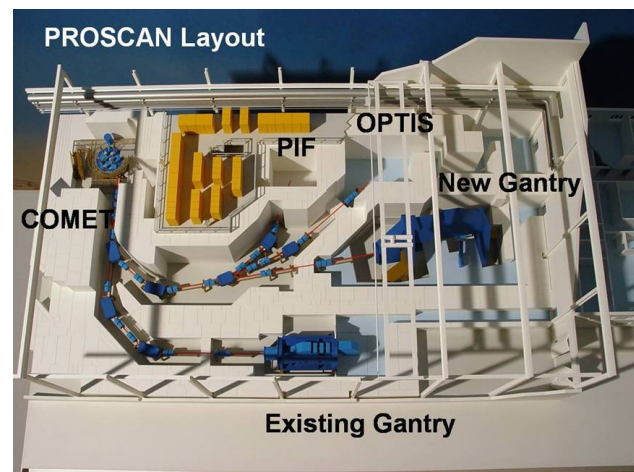 PROSCAN Layout
OPTIS
PIF
New Gantry
COMET
Existing Gantry